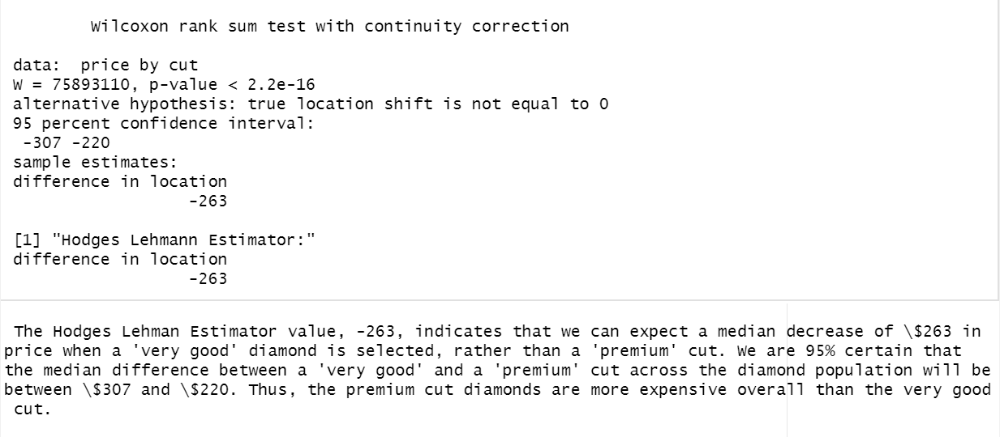 Wilcoxon rank sum test with continuity correction
data:  price by cut
W = 75893110, p-value < 2.2e-16
alternative hypothesis: true location shift is not equal to 0
95 percent confidence interval:
-307 -220
sample estimates:
difference in location
-263
[1] "Hodges Lehmann Estimator:"
difference in location
-263
The Hodges Lehman Estimator value, -263, indicates that we can expect a median decrease of \$263 in
price when a 'very good' diamond is selected, rather than a 'premium' cut. We are 95% certain that
the median difference between a 'very good' and a 'premium' cut across the diamond population will be
between \$307 and \$220. Thus, the premium cut diamonds are more expensive overall than the very good
cut.